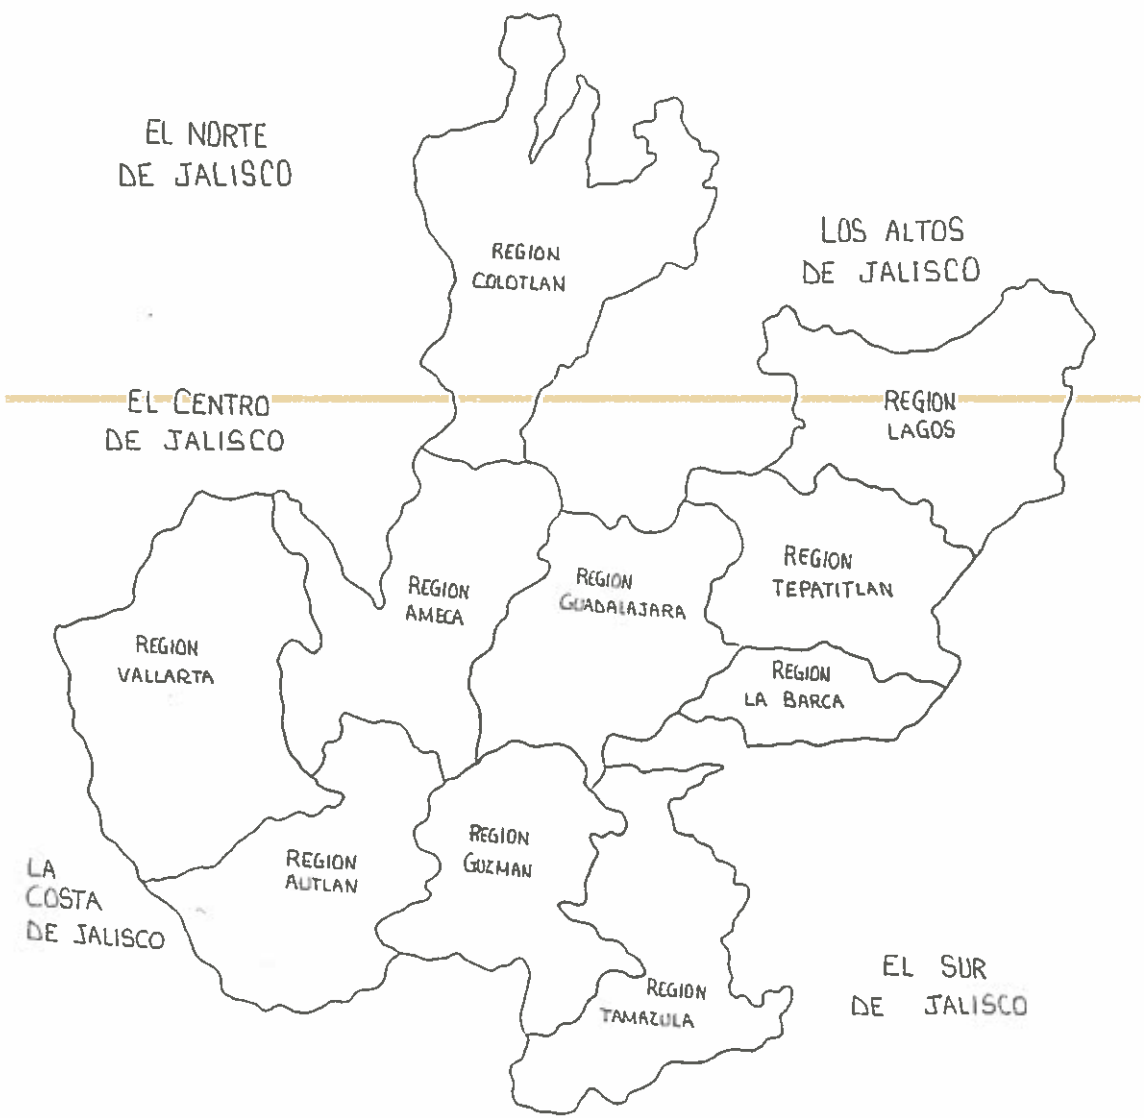 EL NORTE
DE JALISCO
LOS ALTOS
DE JALISCO
REGION
COLOTLAN
EL CENTRO
DE JALISCO
REGION
LAGOS
REGION
AMECA
REGION
GUADALAJARA
REGION
TEPATITLAN
REGION
VALLARTA
REGION
LA BARCA
REGION
AUTLAN
REGION
GUZMAN
LA
COSTA
DE JALISCO
REGION
TAMAZULA
EL SUR
DE JALISCO